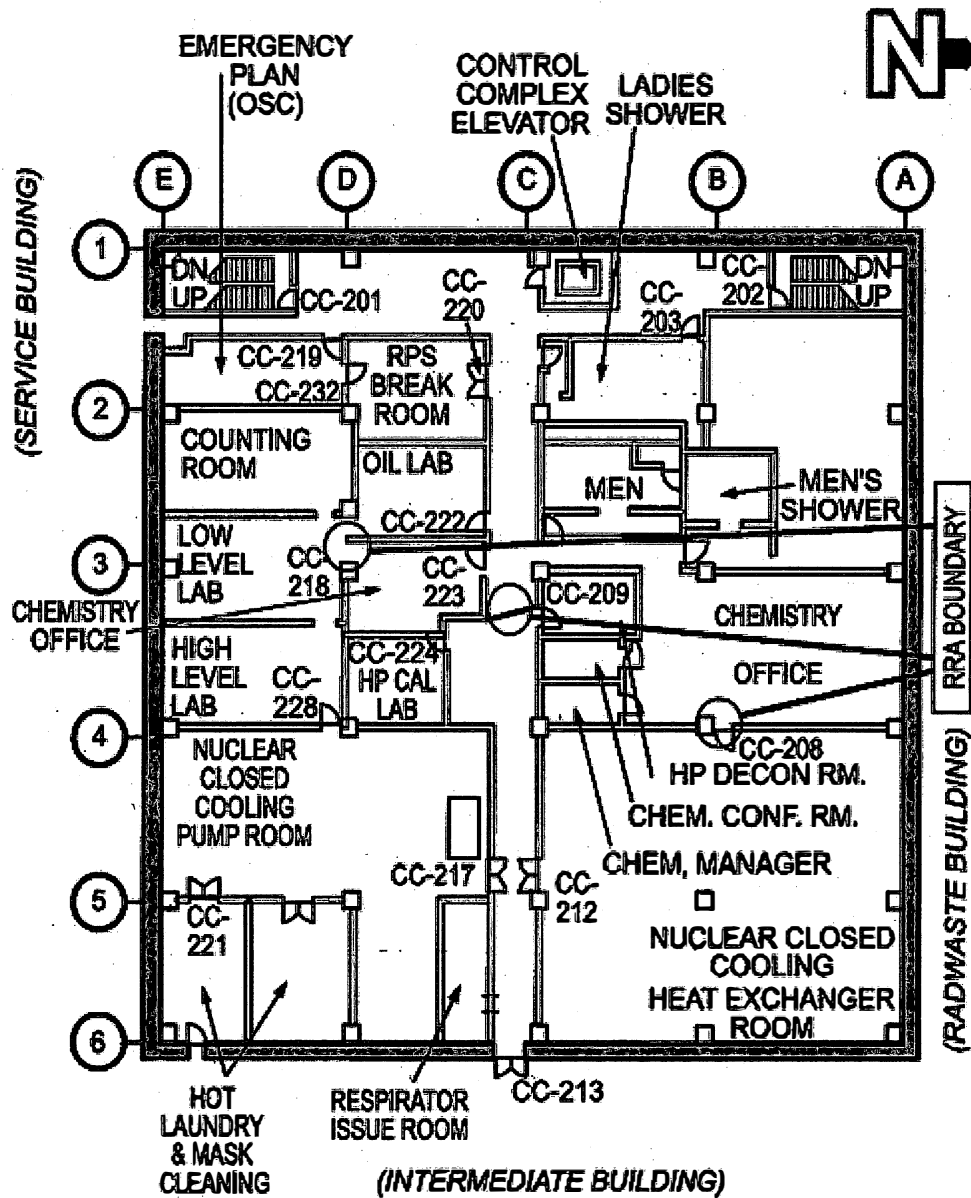 N
EMERGENCY
PLAN
(OSC)
CONTROL
COMPLEX
ELEVATOR
LADIES
SHOWER
(SERVICE BUILDING)
E
D
C
B
A
1
DN
UP
CC-201
CC-
220
CC-
203
CC-
202
DN
UP
CC-219
CC-232
RPS
BREAK
ROOM
2
COUNTING
ROOM
OIL LAB
MEN
MEN'S
SHOWER
CC-222
3
LOW
LEVEL
LAB
CC-
218
CC-
223
CC-209
CHEMISTRY
OFFICE
CHEMISTRY
OFFICE
RRA BOUNDARY
HIGH
LEVEL
LAB
CC-
228
CC-224
HP CAL
LAB
4
NUCLEAR
CLOSED
COOLING
PUMP ROOM
CC-208
HP DECON RM.
CHEM. CONF. RM.
CHEM, MANAGER
CC-217
5
CC-
221
CC-
212
NUCLEAR CLOSED
COOLING
HEAT EXCHANGER
ROOM
(RADWASTE BUILDING)
6
CC-213
HOT
LAUNDRY
& MASK
CLEANING
RESPIRATOR
ISSUE ROOM
(INTERMEDIATE BUILDING)